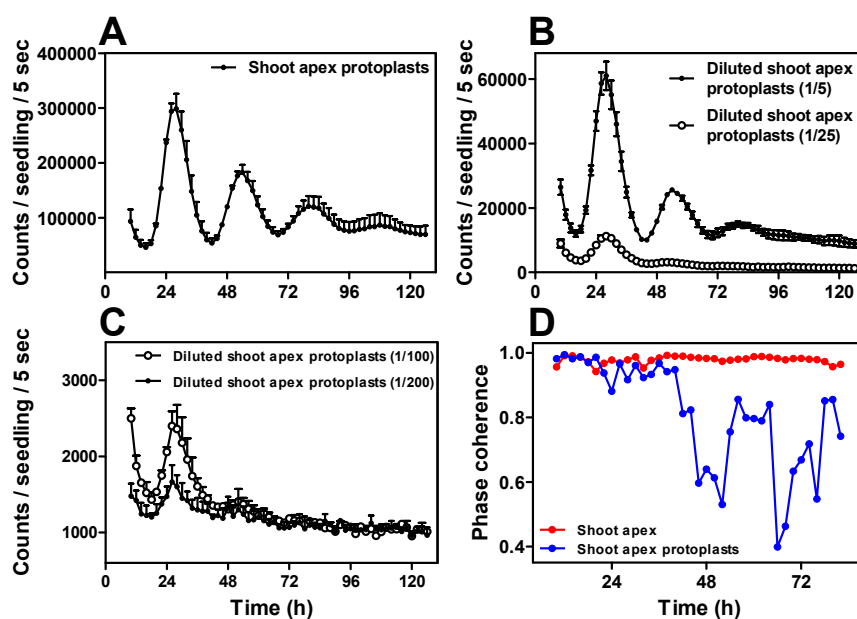 A
Counts / seedling / 5 sec
400000
300000
200000
100000
0
24
48
72
96
120
Shoot apex protoplasts
B
Counts / seedling / 5 sec
60000
40000
20000
0
0
24
48
72
96
120
Diluted shoot apex
protoplasts (1/5)
Diluted shoot apex
protoplasts (1/25)
C
Counts / seedling / 5 sec
3000
2000
1000
0
24
48
72
96
120
Time (h)
Diluted shoot apex protoplasts (1/100)
Diluted shoot apex protoplasts (1/200)
D
Phase coherence
1.0
0.8
0.6
0.4
24
48
72
Time (h)
Shoot apex
Shoot apex protoplasts